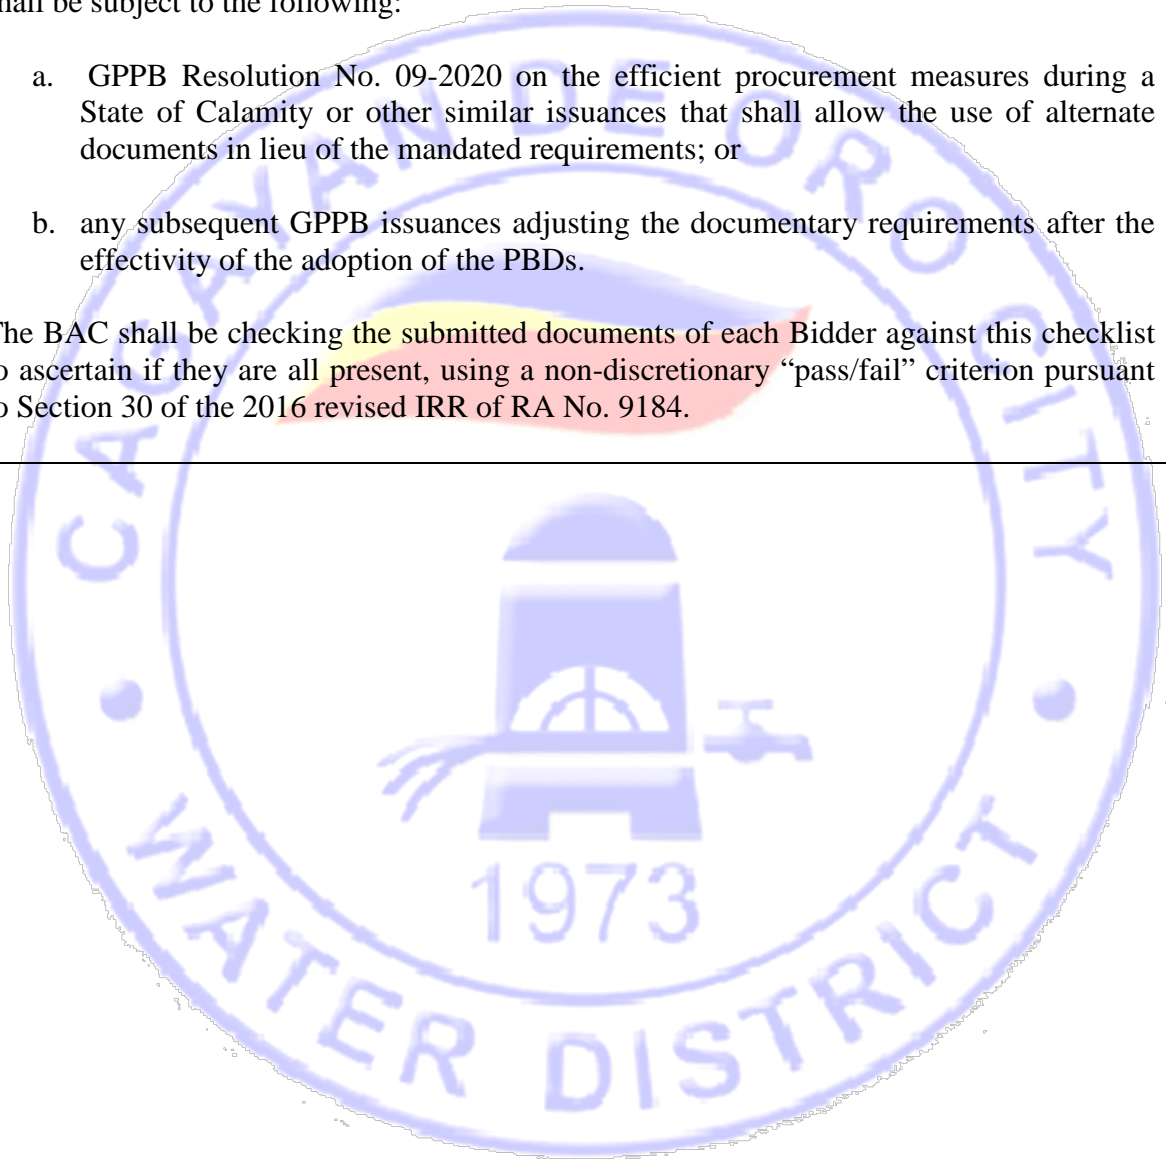 hall be subject to the following:
a. GPPB Resolution No. 09-2020 on the efficient procurement measures during a
State of Calamity or other similar issuances that shall allow the use of alternate
documents in lieu of the mandated requirements; or
b. any subsequent GPPB issuances adjusting the documentary requirements after the
effectivity of the adoption of the PBDs.
The BAC shall be checking the submitted documents of each Bidder against this checklist
o ascertain if they are all present, using a non-discretionary “pass/fail” criterion pursuant
o Section 30 of the 2016 revised IRR of RA No. 9184.
CAGAYAN DE ORO CITY
1973
WATER DISTRICT